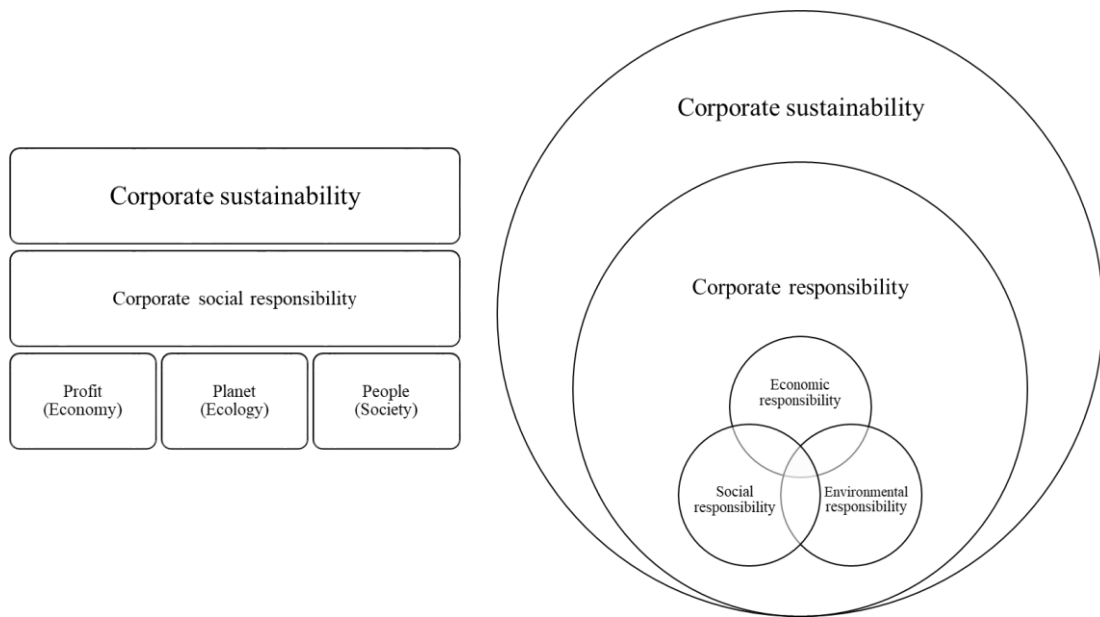 Corporate sustainability
Corporate social responsibility
Profit
(Economy)
Planet
(Ecology)
People
(Society)
Corporate sustainability
Corporate responsibility
Economic
responsibility
Social
responsibility
Environmental
responsibility